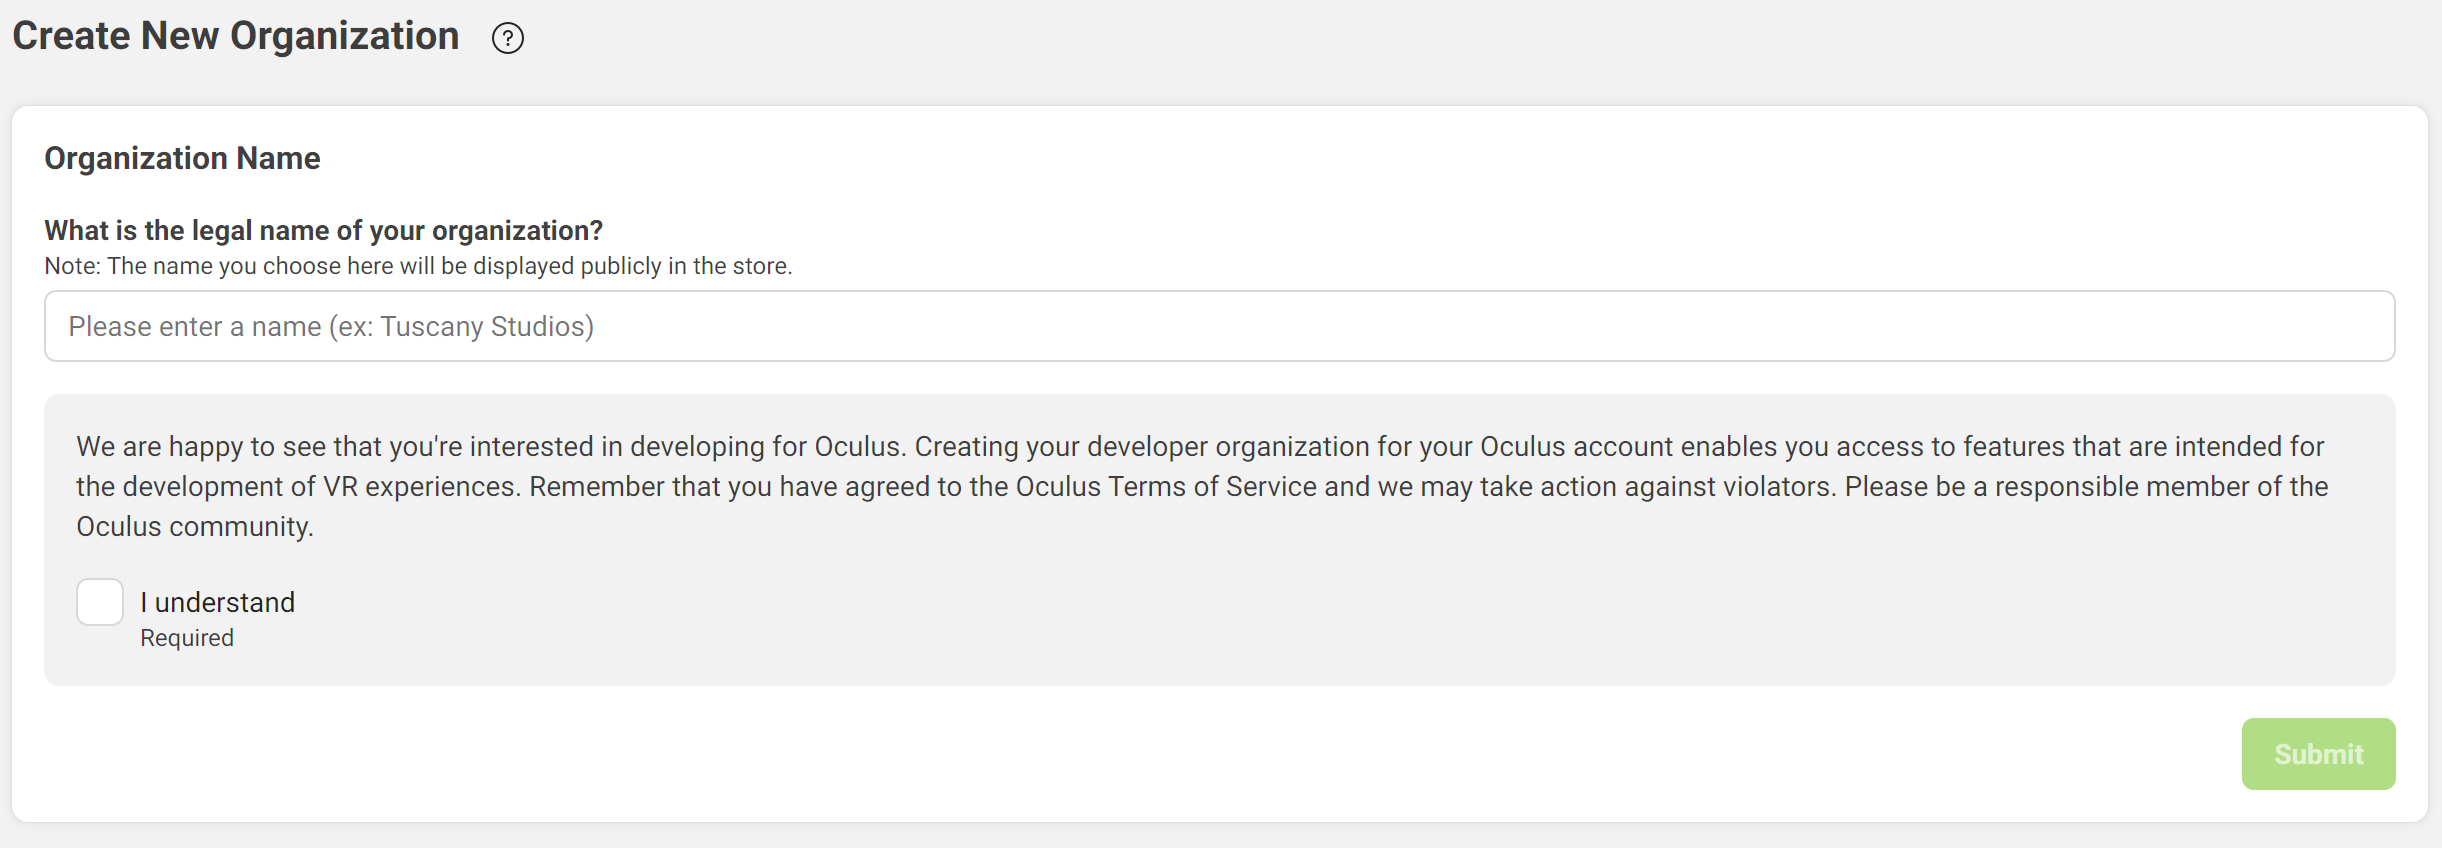 Create New Organization ?
Organization Name
What is the legal name of your organization?
Note: The name you choose here will be displayed publicly in the store.
Please enter a name (ex: Tuscany Studios)
We are happy to see that you're interested in developing for Oculus. Creating your developer organization for your Oculus account enables you access to features that are intended for
the development of VR experiences. Remember that you have agreed to the Oculus Terms of Service and we may take action against violators. Please be a responsible member of the
Oculus community.
I understand
Required
Submit